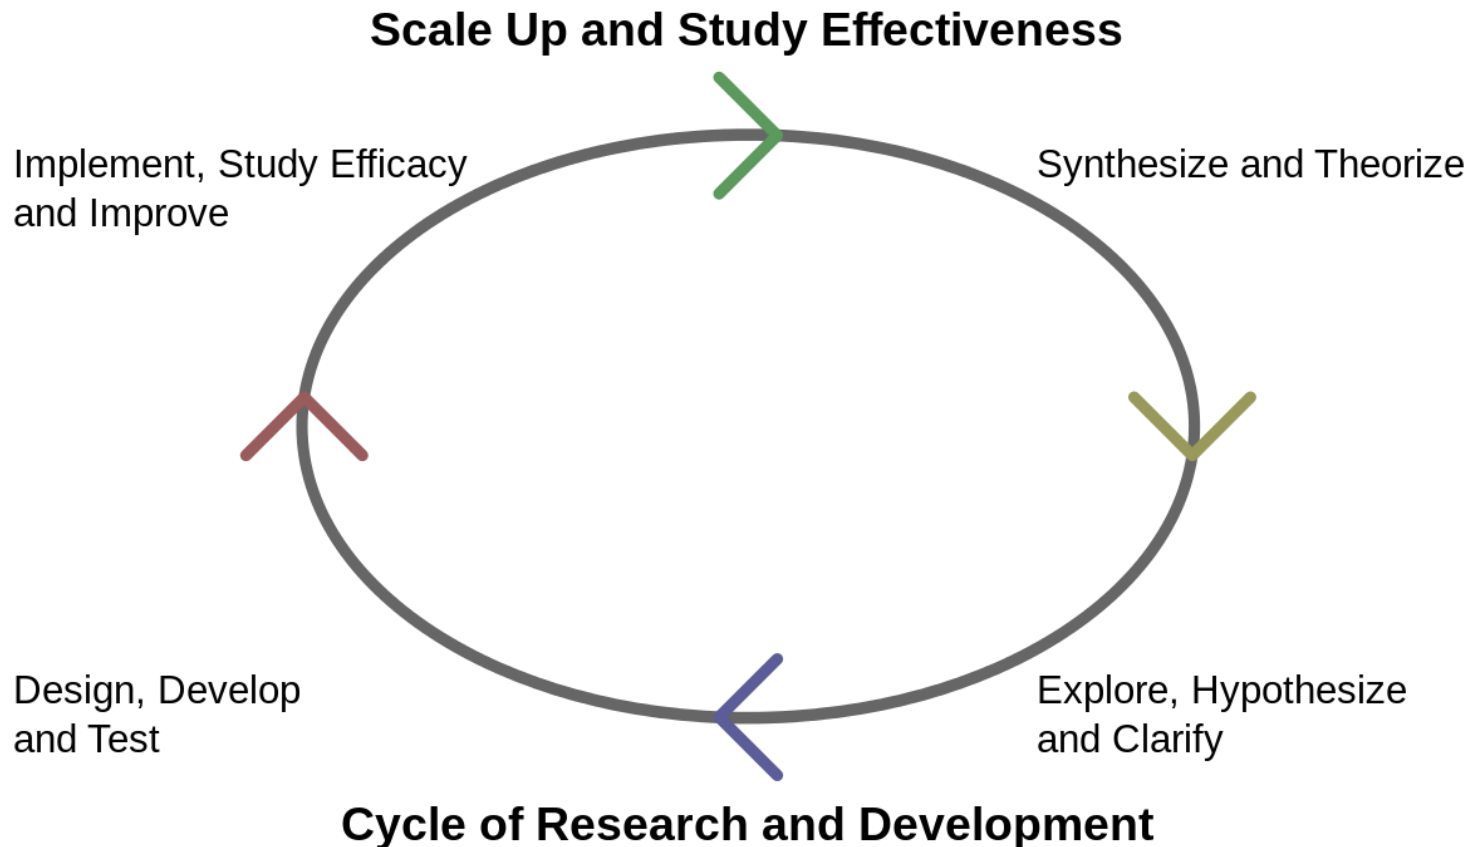 Scale Up and Study Effectiveness
Implement, Study Efficacy
and Improve
Synthesize and Theorize
Design, Develop
and Test
Explore, Hypothesize
and Clarify
Cycle of Research and Development